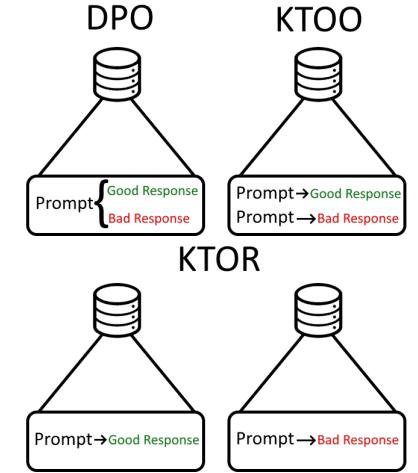 DPO
KTOO
Prompt{ Good Response
Bad Response
Prompt→Good Response
Prompt→Bad Response
KTOR
Prompt→Good Response
Prompt→Bad Response